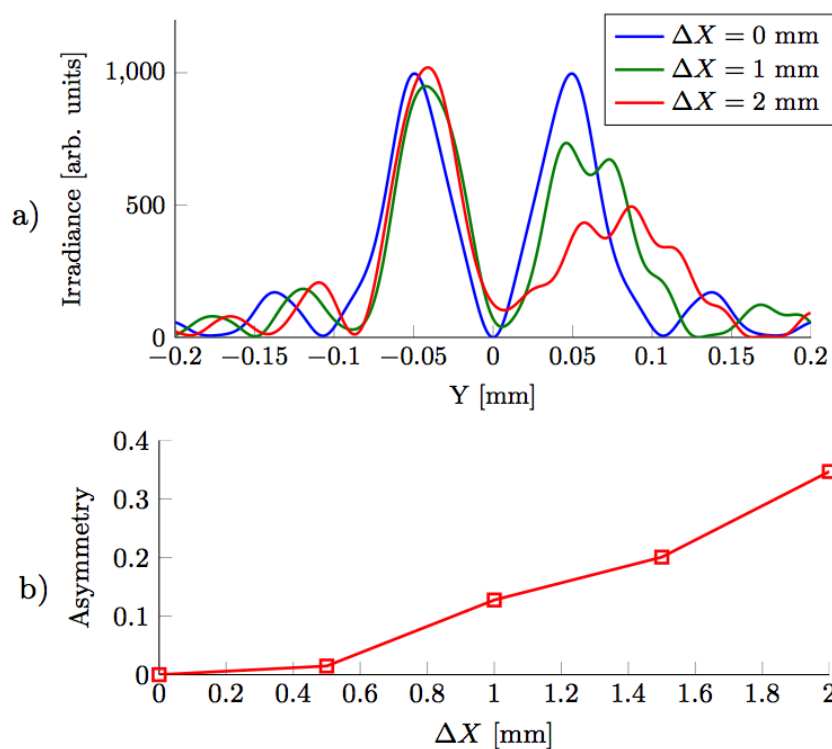 ΔX = 0 mm
ΔX = 1 mm
ΔX = 2 mm
a)
Irradiance [arb. units]
1,000
500
0
−0.2 −0.15 −0.1 −0.05 0 0.05 0.1 0.15 0.2
Y [mm]
b)
Asymmetry
0.4
0.3
0.2
0.1
0
0 0.2 0.4 0.6 0.8 1 1.2 1.4 1.6 1.8 2
ΔX [mm]